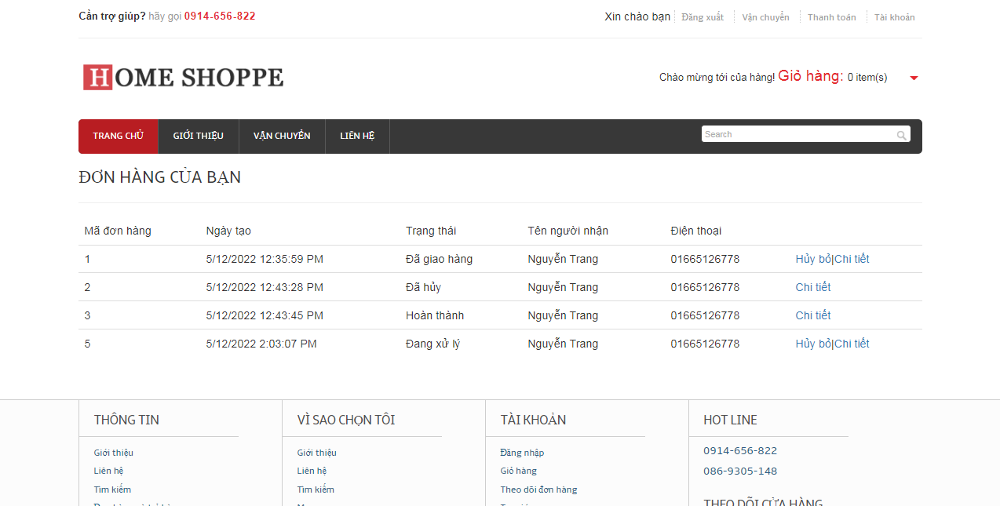 Cần trợ giúp? hãy gọi 0914-656-822
Xin chào bạn Đăng xuất Vận chuyển Thanh toán Tài khoản
HOME SHOPPE
Chào mừng tới cửa hàng! Giỏ hàng: 0 item(s)
TRANG CHỦ GIỚI THIỆU VẬN CHUYỂN LIÊN HỆ Search
ĐƠN HÀNG CỦA BẠN
Mã đơn hàng Ngày tạo Trạng thái Tên người nhận Điện thoại
1 5/12/2022 12:35:59 PM Đã giao hàng Nguyễn Trang 01665126778 Hủy bỏ|Chi tiết
2 5/12/2022 12:43:28 PM Đã hủy Nguyễn Trang 01665126778 Chi tiết
3 5/12/2022 12:43:45 PM Hoàn thành Nguyễn Trang 01665126778 Chi tiết
5 5/12/2022 2:03:07 PM Đang xử lý Nguyễn Trang 01665126778 Hủy bỏ|Chi tiết
THÔNG TIN VÌ SAO CHỌN TÔI TÀI KHOẢN HOT LINE
Giới thiệu Giới thiệu Đăng nhập 0914-656-822
Liên hệ Liên hệ Giỏ hàng 086-9305-148
Tìm kiếm Tìm kiếm Theo dõi đơn hàng
THEO DÕI CỬA HÀNG